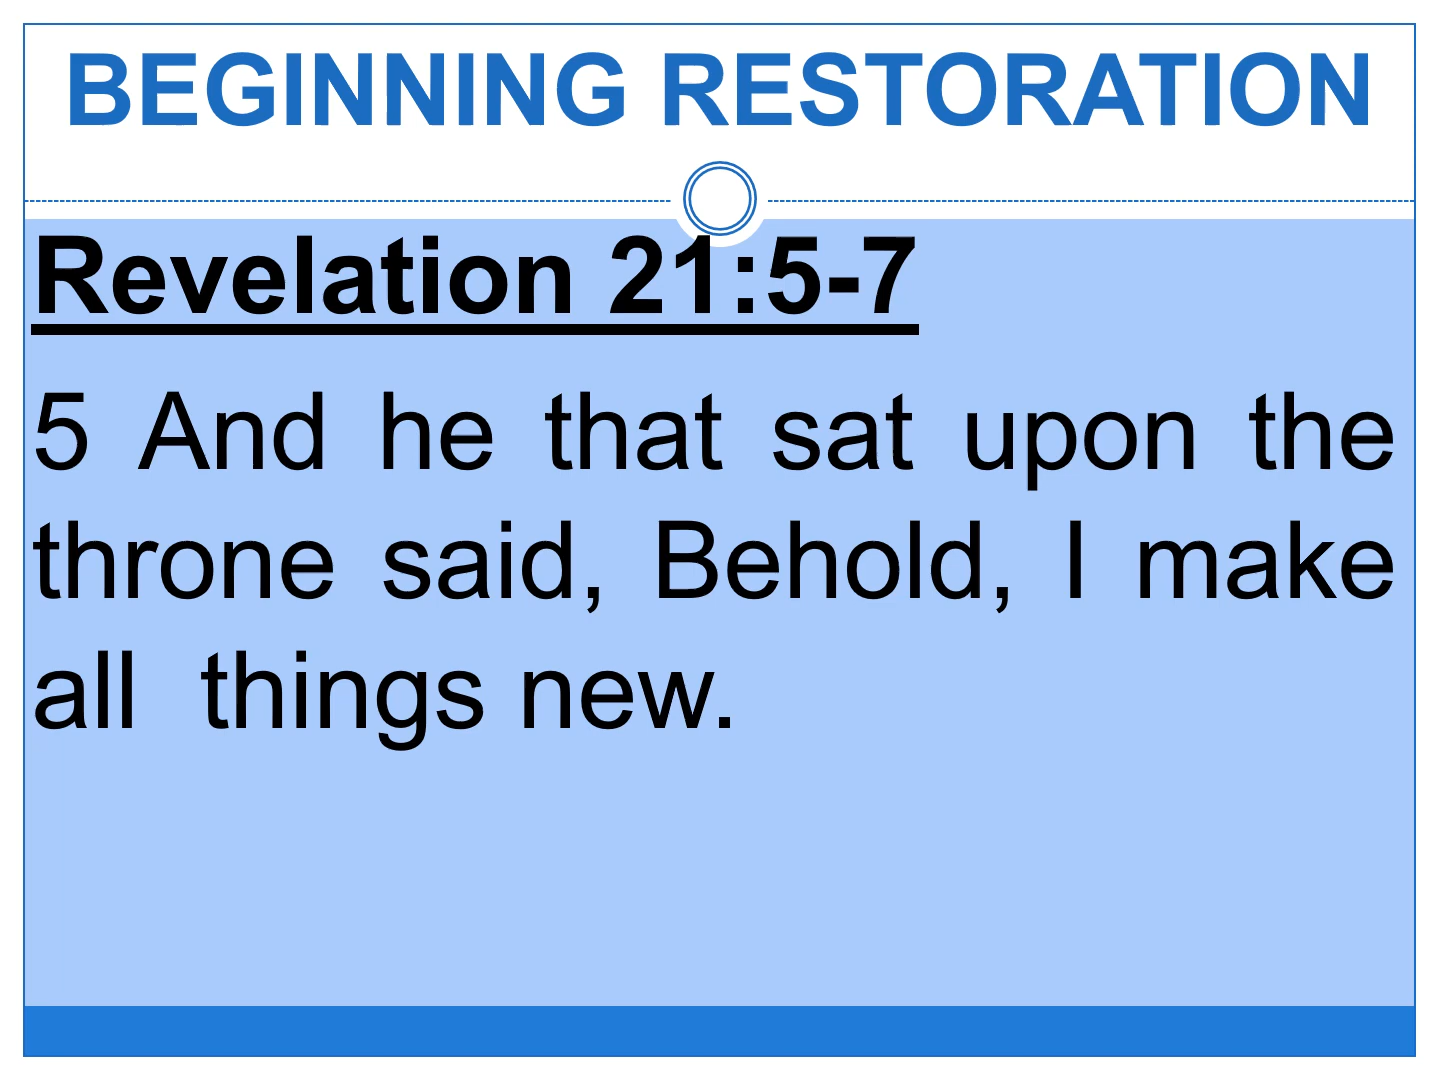 BEGINNING RESTORATION
Revelation 21:5-7
5 And he that sat upon the
throne said, Behold, I make
all  things new.